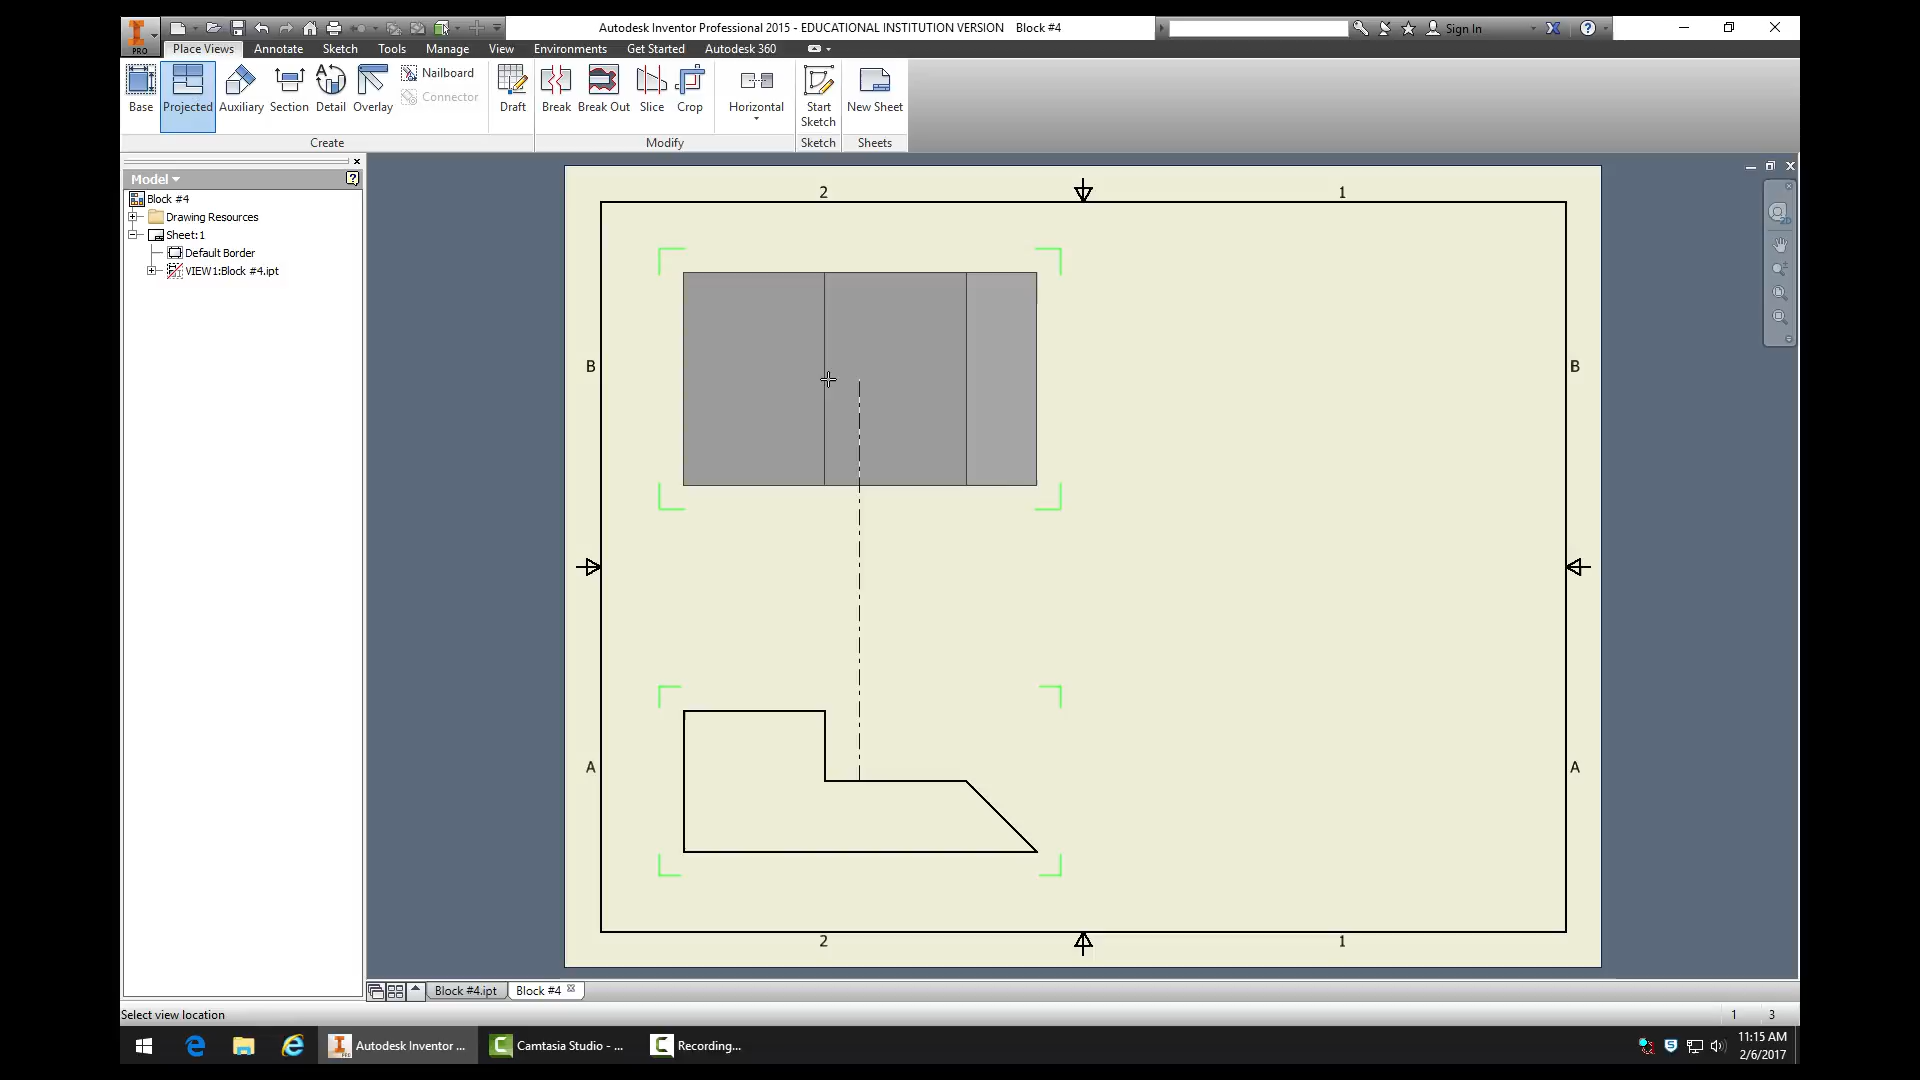 Autodesk Inventor Professional 2015 - EDUCATIONAL INSTITUTION VERSION Block #4
Sign In
PRO
Place Views Annotate Sketch Tools Manage View Environments Get Started Autodesk 360
Base Projected Auxiliary Section Detail Overlay Nailboard Connector Draft Break Break Out Slice Crop Horizontal Start Sketch New Sheet
Create Modify Sketch Sheets
Model
Block #4
Drawing Resources
Sheet:1
Default Border
VIEW1:Block #4.ipt
2 1
B B
A A
2 1
Block #4.ipt Block #4
Select view location 1 3
Autodesk Inventor ... Camtasia Studio - ... Recording...
11:15 AM
2/6/2017